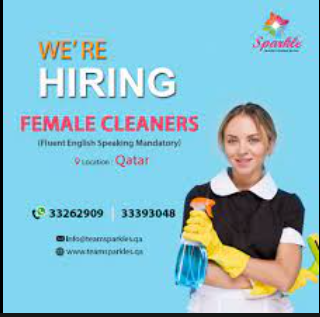 Sparkle
WE'RE
HIRING
FEMALE CLEANERS
(Fluent English Speaking Mandatory)
Location : Qatar
33262909 | 33393048
info@teamsparkles.qa
www.teamsparkles.qa